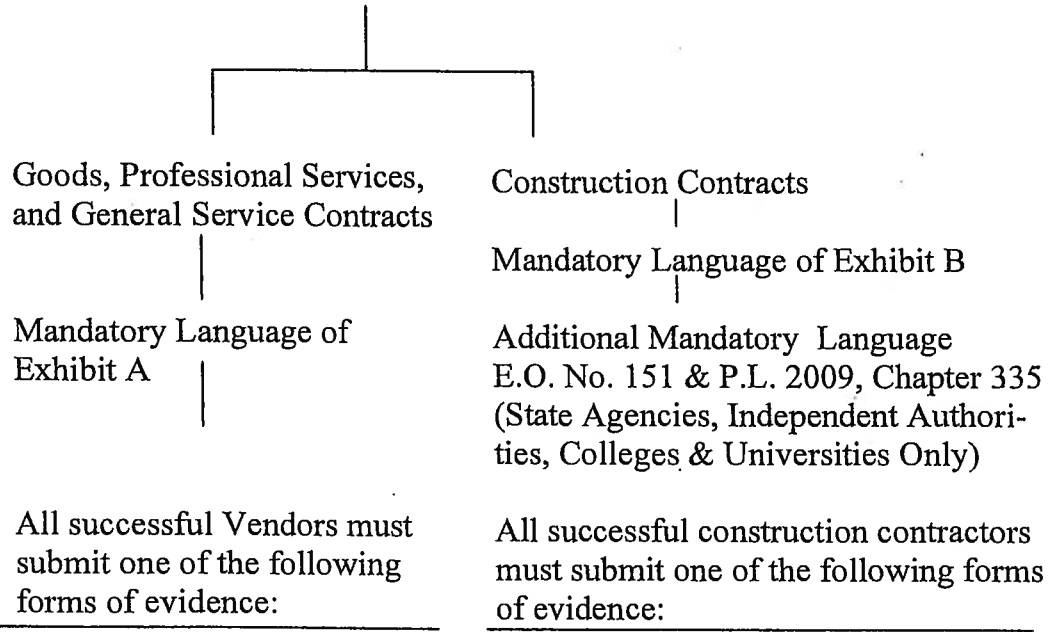 Goods, Professional Services,
and General Service Contracts
Mandatory Language of
Exhibit A
All successful Vendors must
submit one of the following
forms of evidence:
Construction Contracts
Mandatory Language of Exhibit B
Additional Mandatory Language
E.O. No. 151 & P.L. 2009, Chapter 335
(State Agencies, Independent Authori-
ties, Colleges & Universities Only)
All successful construction contractors
must submit one of the following forms
of evidence: